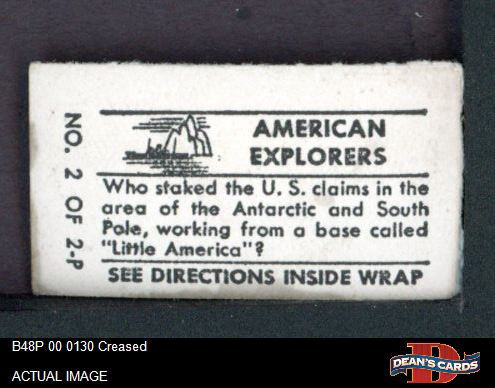 NO. 2 OF 2-P
AMERICAN
EXPLORERS
Who staked the U. S. claims in the
area of the Antarctic and South
Pole, working from a base called
"Little America"?
SEE DIRECTIONS INSIDE WRAP
B48P 00 0130 Creased
ACTUAL IMAGE
D
DEAN'S CARDS